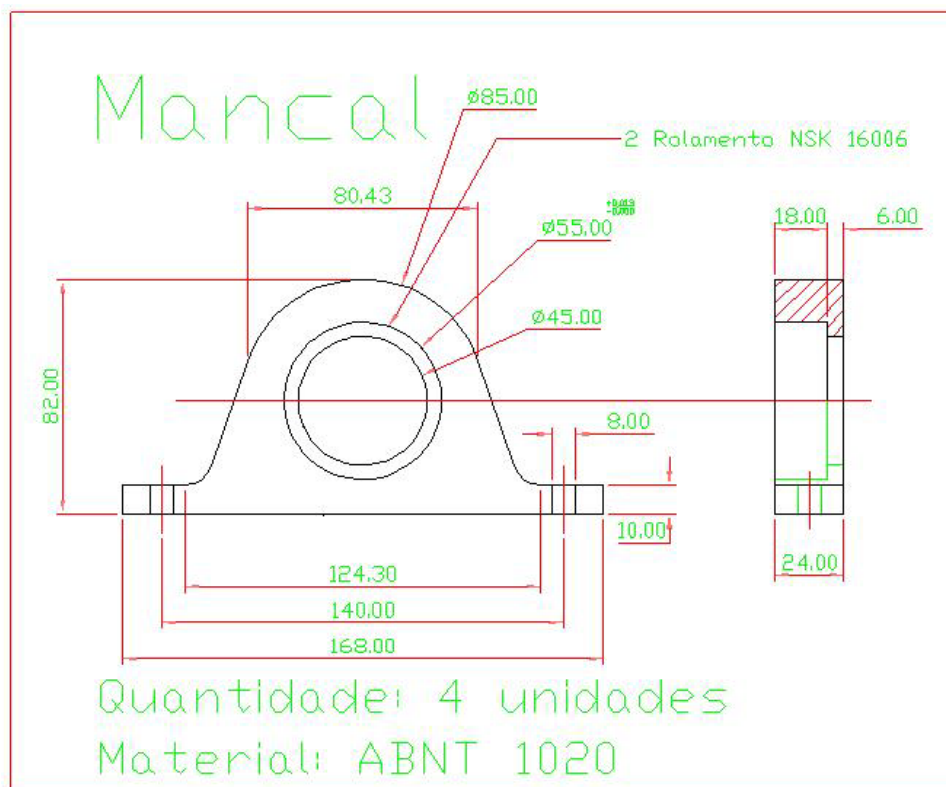 Mancal
ø85.00
2 Rolamento NSK 16006
80.43
ø55.00
18.00
6.00
ø45.00
82.00
8.00
10.00
24.00
124.30
140.00
168.00
Quantidade: 4 unidades
Material: ABNT 1020